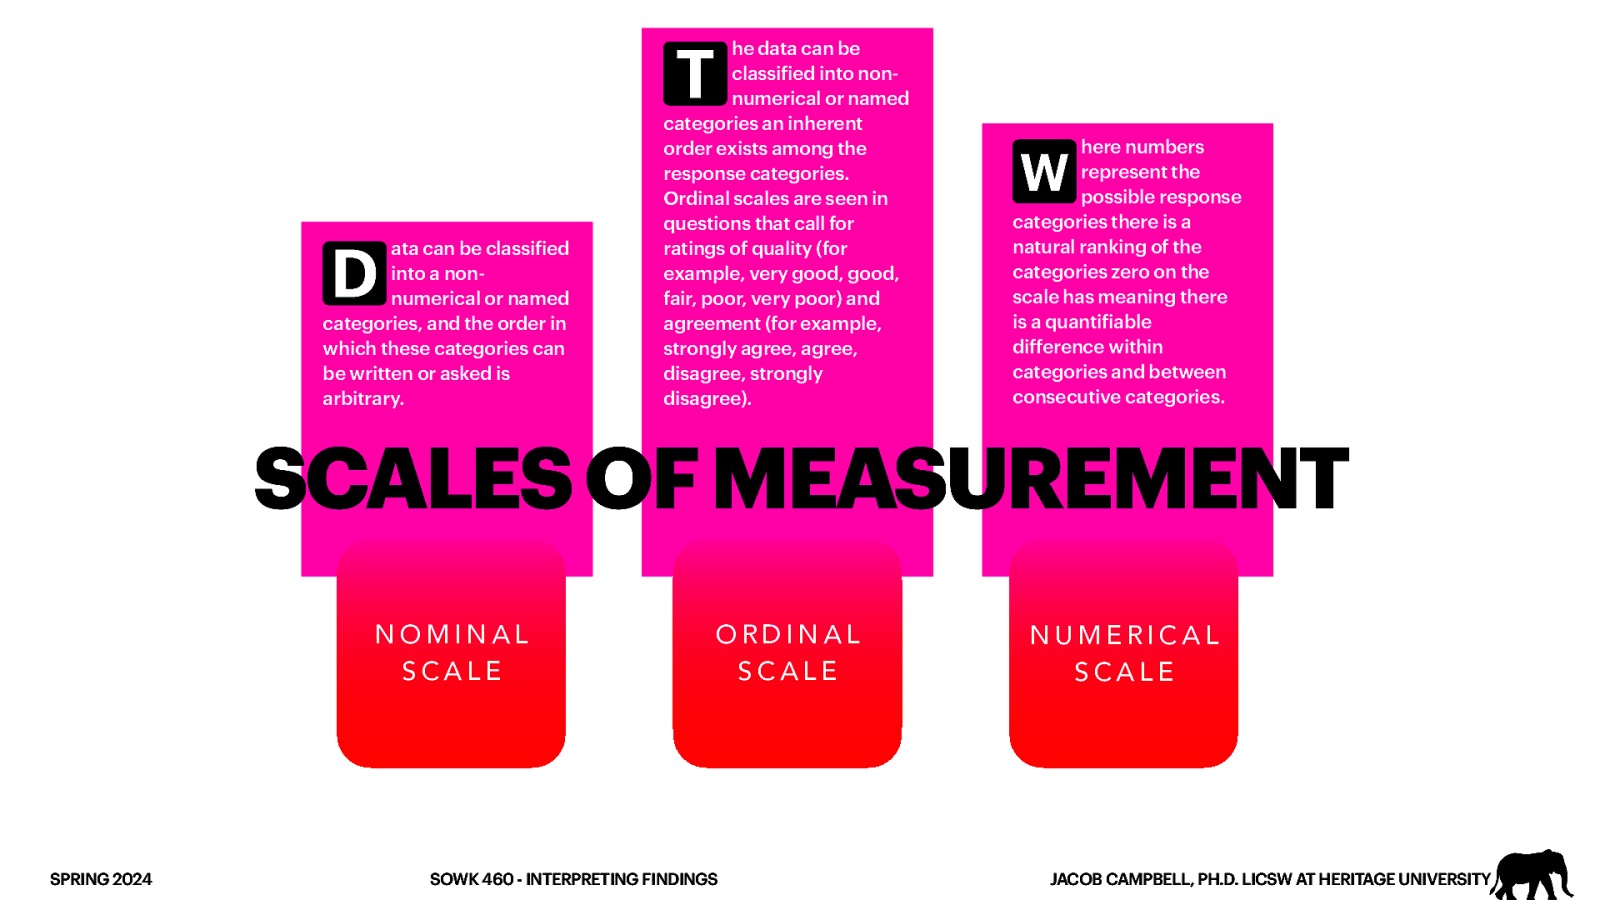 Data can be classified
into a non-
numerical or named
categories, and the order in
which these categories can
be written or asked is
arbitrary.
The data can be
classified into non-
numerical or named
categories an inherent
order exists among the
response categories.
Ordinal scales are seen in
questions that call for
ratings of quality (for
example, very good, good,
fair, poor, very poor) and
agreement (for example,
strongly agree, agree,
disagree, strongly
disagree).
Where numbers
represent the
possible response
categories there is a
natural ranking of the
categories zero on the
scale has meaning there
is a quantifiable
difference within
categories and between
consecutive categories.
SCALES OF MEASUREMENT
NOMINAL
SCALE
ORDINAL
SCALE
NUMERICAL
SCALE
SPRING 2024
SOWK 460 - INTERPRETING FINDINGS
JACOB CAMPBELL, PH.D. LICSW AT HERITAGE UNIVERSITY